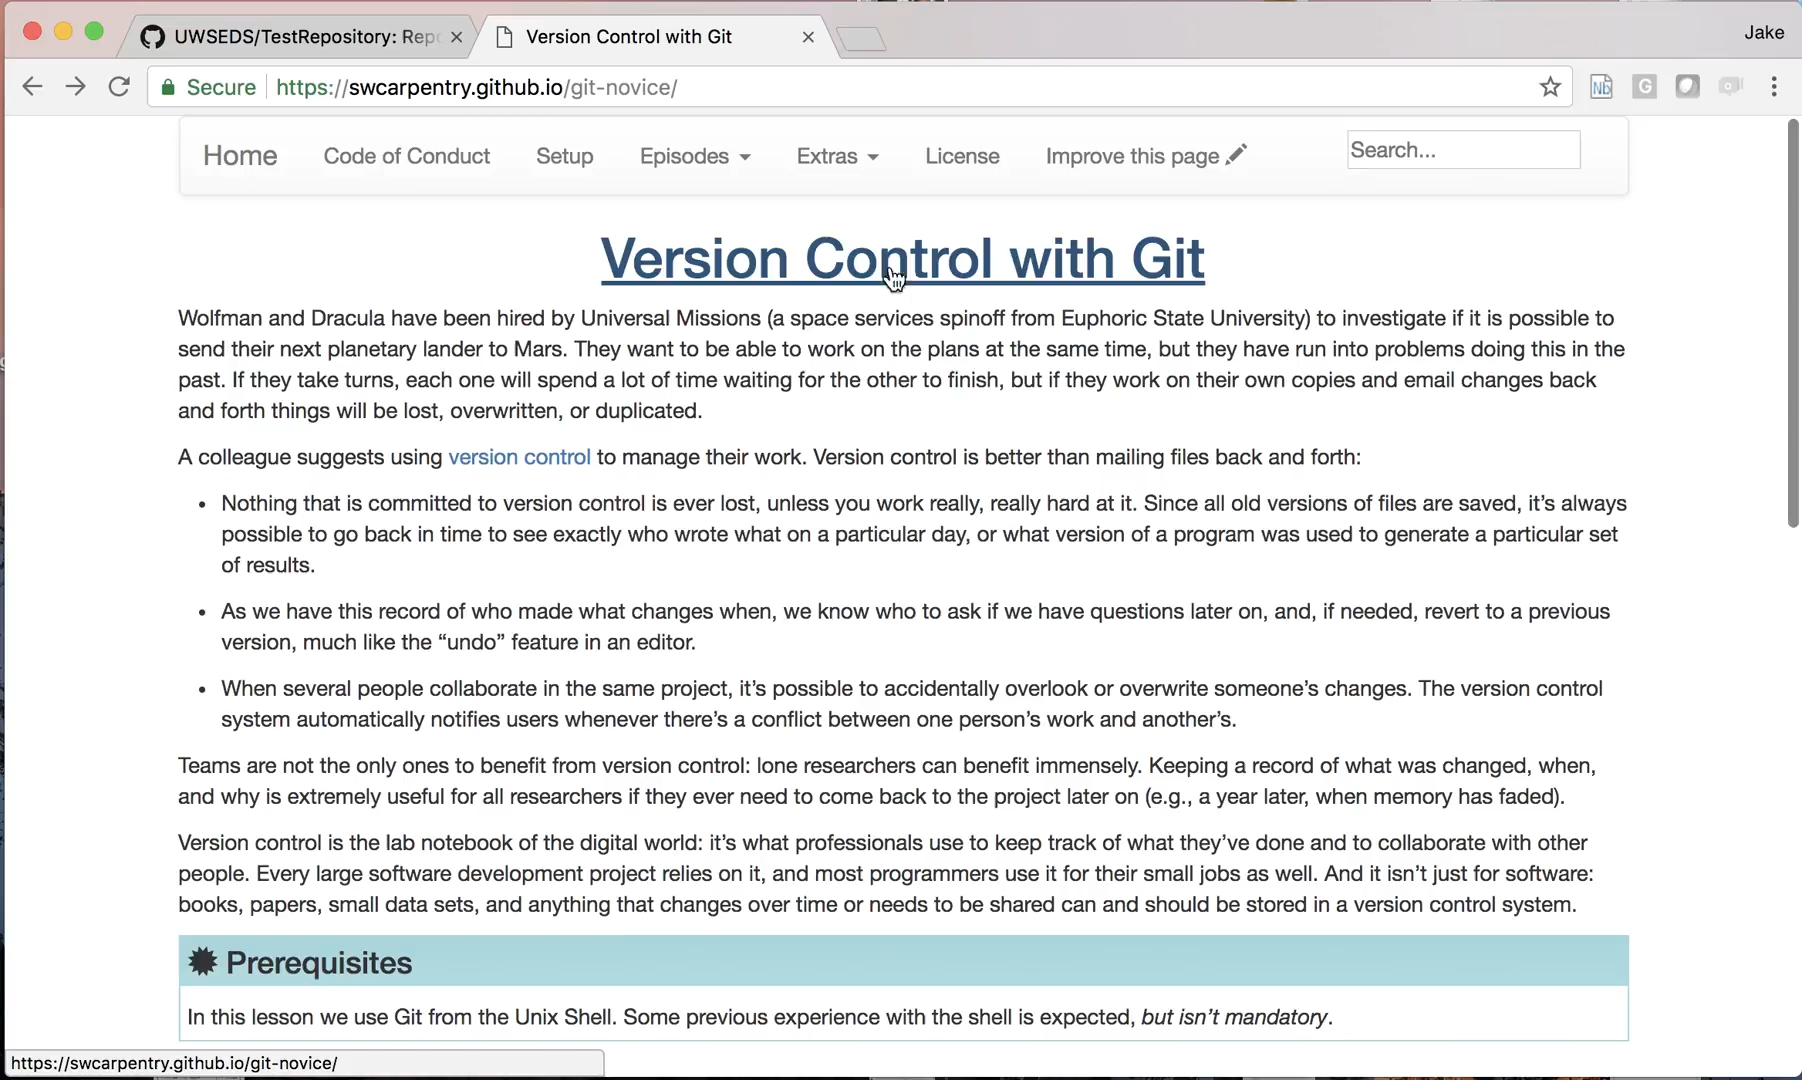 UWSEDS/TestRepository: Rep
Version Control with Git
Jake
Secure
https://swcarpentry.github.io/git-novice/
Nb
G
Home
Code of Conduct
Setup
Episodes
Extras
License
Improve this page
Search...
Version Control with Git
Wolfman and Dracula have been hired by Universal Missions (a space services spinoff from Euphoric State University) to investigate if it is possible to
send their next planetary lander to Mars. They want to be able to work on the plans at the same time, but they have run into problems doing this in the
past. If they take turns, each one will spend a lot of time waiting for the other to finish, but if they work on their own copies and email changes back
and forth things will be lost, overwritten, or duplicated.
A colleague suggests using version control to manage their work. Version control is better than mailing files back and forth:
• Nothing that is committed to version control is ever lost, unless you work really, really hard at it. Since all old versions of files are saved, it’s always
possible to go back in time to see exactly who wrote what on a particular day, or what version of a program was used to generate a particular set
of results.
• As we have this record of who made what changes when, we know who to ask if we have questions later on, and, if needed, revert to a previous
version, much like the “undo” feature in an editor.
• When several people collaborate in the same project, it’s possible to accidentally overlook or overwrite someone’s changes. The version control
system automatically notifies users whenever there’s a conflict between one person’s work and another’s.
Teams are not the only ones to benefit from version control: lone researchers can benefit immensely. Keeping a record of what was changed, when,
and why is extremely useful for all researchers if they ever need to come back to the project later on (e.g., a year later, when memory has faded).
Version control is the lab notebook of the digital world: it’s what professionals use to keep track of what they’ve done and to collaborate with other
people. Every large software development project relies on it, and most programmers use it for their small jobs as well. And it isn’t just for software:
books, papers, small data sets, and anything that changes over time or needs to be shared can and should be stored in a version control system.
Prerequisites
In this lesson we use Git from the Unix Shell. Some previous experience with the shell is expected, but isn’t mandatory.
https://swcarpentry.github.io/git-novice/